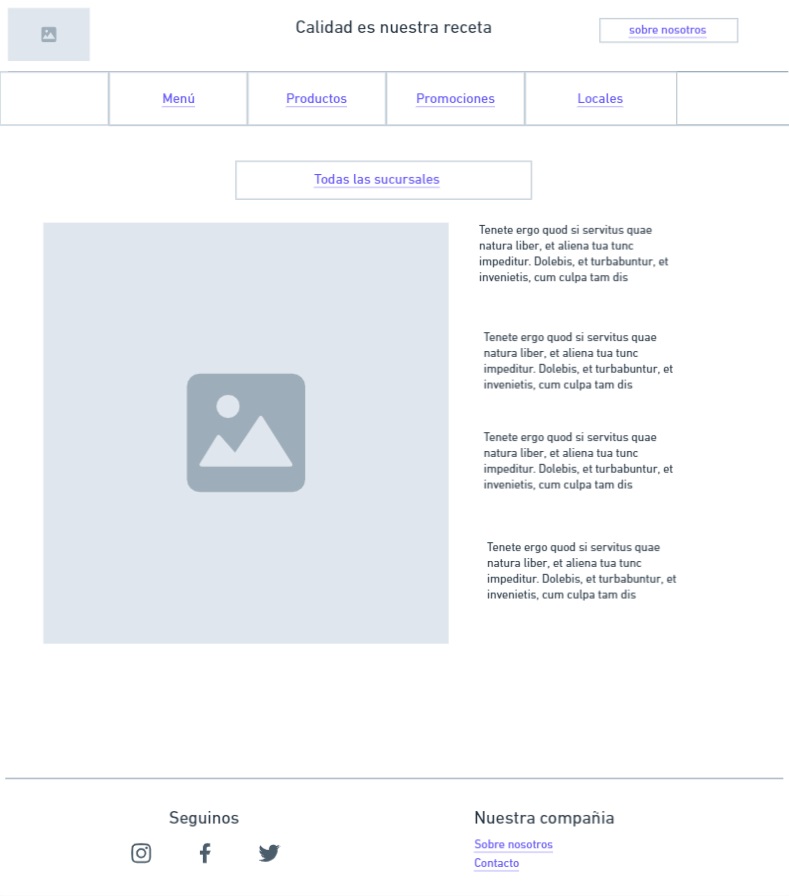 Calidad es nuestra receta
sobre nosotros
Menú
Productos
Promociones
Locales
Todas las sucursales
Tenete ergo quod si servitus quae
natura liber, et aliena tua tunc
impeditur. Dolebis, et turbabuntur, et
invenietis, cum culpa tam dis
Tenete ergo quod si servitus quae
natura liber, et aliena tua tunc
impeditur. Dolebis, et turbabuntur, et
invenietis, cum culpa tam dis
Tenete ergo quod si servitus quae
natura liber, et aliena tua tunc
impeditur. Dolebis, et turbabuntur, et
invenietis, cum culpa tam dis
Tenete ergo quod si servitus quae
natura liber, et aliena tua tunc
impeditur. Dolebis, et turbabuntur, et
invenietis, cum culpa tam dis
Seguinos
Nuestra compañia
Sobre nosotros
Contacto